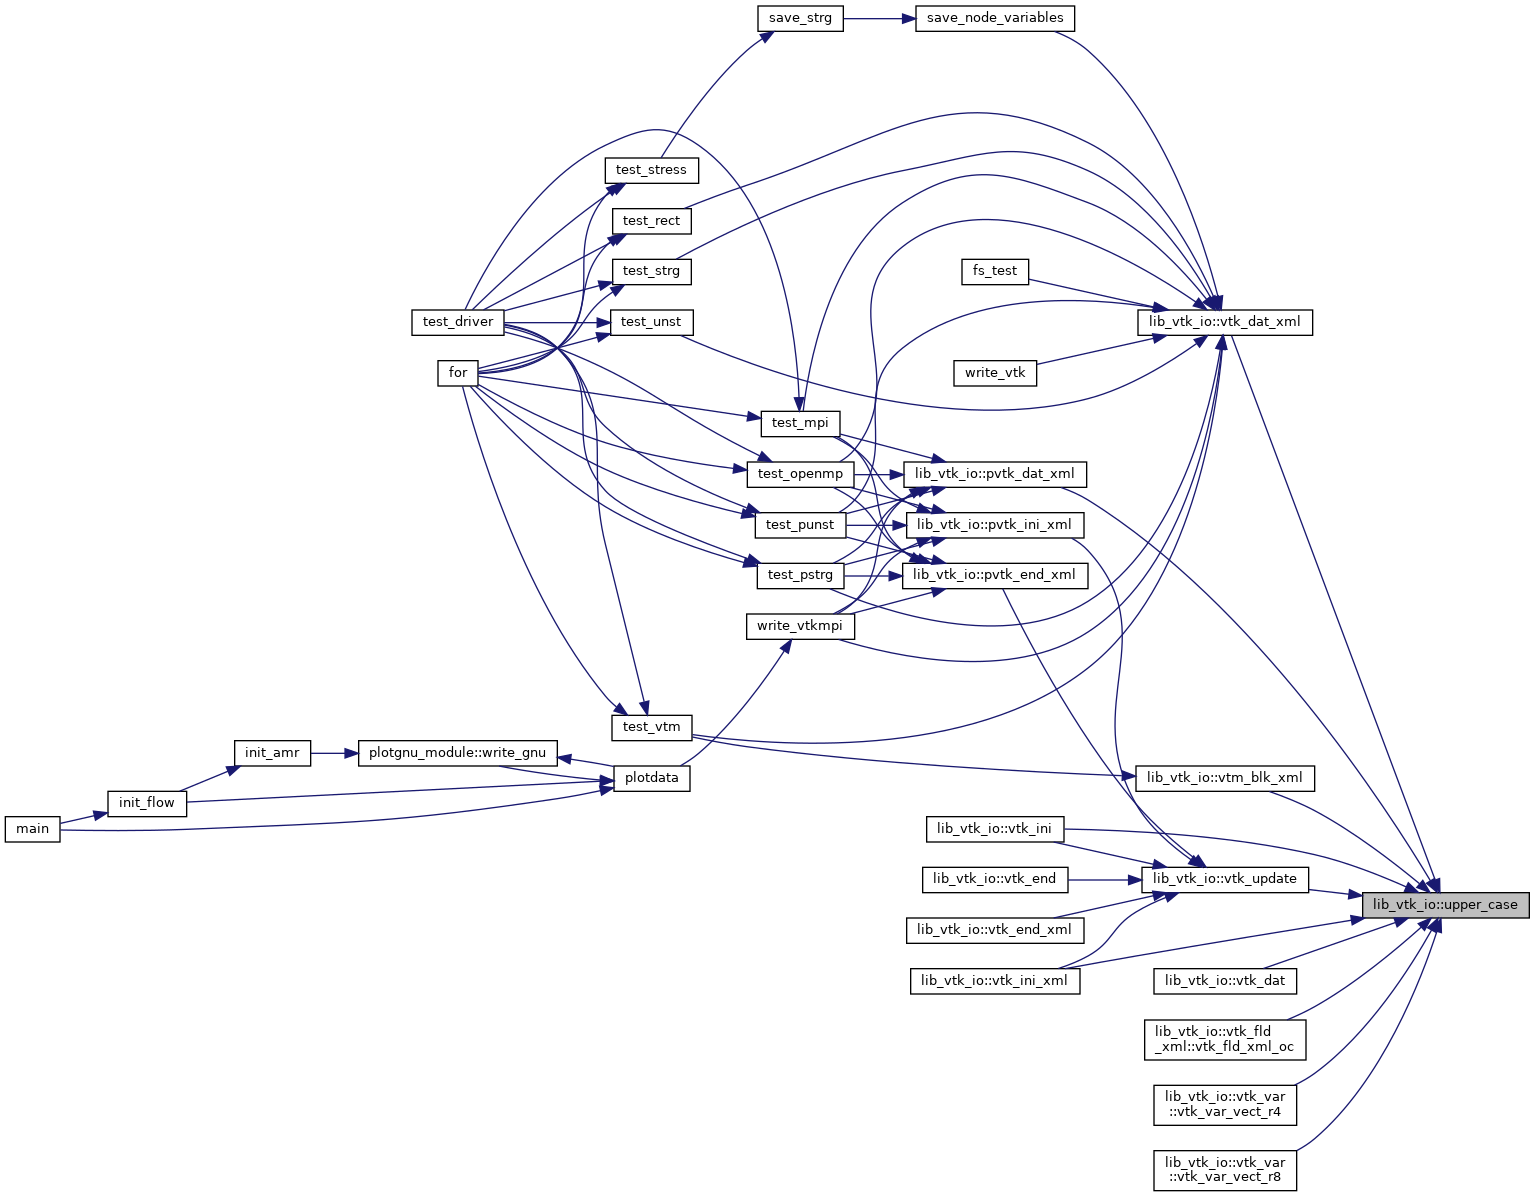 save_strg
save_node_variables
test_stress
test_rect
test_strg
fs_test
test_driver
test_unst
lib_vtk_io::vtk_dat_xml
for
write_vtk
test_mpi
test_openmp
lib_vtk_io::pvtk_dat_xml
test_punst
lib_vtk_io::pvtk_ini_xml
test_pstrg
lib_vtk_io::pvtk_end_xml
write_vtkmpi
test_vtm
init_amr
plotgnu_module::write_gnu
plotdata
lib_vtk_io::vtm_blk_xml
init_flow
main
lib_vtk_io::vtk_ini
lib_vtk_io::vtk_end
lib_vtk_io::vtk_update
lib_vtk_io::upper_case
lib_vtk_io::vtk_end_xml
lib_vtk_io::vtk_ini_xml
lib_vtk_io::vtk_dat
lib_vtk_io::vtk_fld
_xml::vtk_fld_xml_oc
lib_vtk_io::vtk_var
::vtk_var_vect_r4
lib_vtk_io::vtk_var
::vtk_var_vect_r8